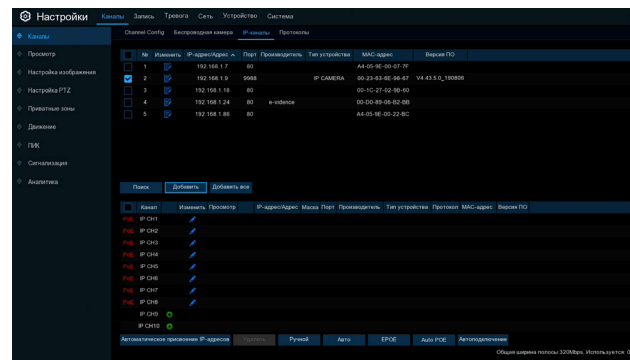 Настройки Каналы Запись Тревога Сеть Устройство Система
Каналы
Channel Config Беспроводная камера IP-каналы Протоколы
Просмотр
Настройка изображения
Настройка PTZ
Приватные зоны
Движение
ПИК
Сигнализация
Аналитика
№ Изменить IP-адрес/Адрес Порт Производитель Тип устройства MAC-адрес Версия ПО
1 192.168.1.7 80 A4-05-9E-00-07-7F
2 192.168.1.9 9988 IP CAMERA 00-23-63-6E-96-67 V4.43.5.0_190806
3 192.168.1.18 80 00-1C-27-02-9B-60
4 192.168.1.24 80 e-vidence 00-D0-89-06-B2-BB
5 192.168.1.86 80 A4-05-9E-00-22-BC
Поиск Добавить Добавить все
Канал Изменить Просмотр IP-адрес/Адрес Маска Порт Производитель Тип устройства Протокол MAC-адрес Версия ПО
PoE IP CH1
PoE IP CH2
PoE IP CH3
PoE IP CH4
PoE IP CH5
PoE IP CH6
PoE IP CH7
PoE IP CH8
IP CH9
IP CH10
Автоматическое присвоение IP-адресов Удалить Ручной Авто EPOE Auto POE Автоподключение
Общая ширина полосы:320Mbps, Используется: 0